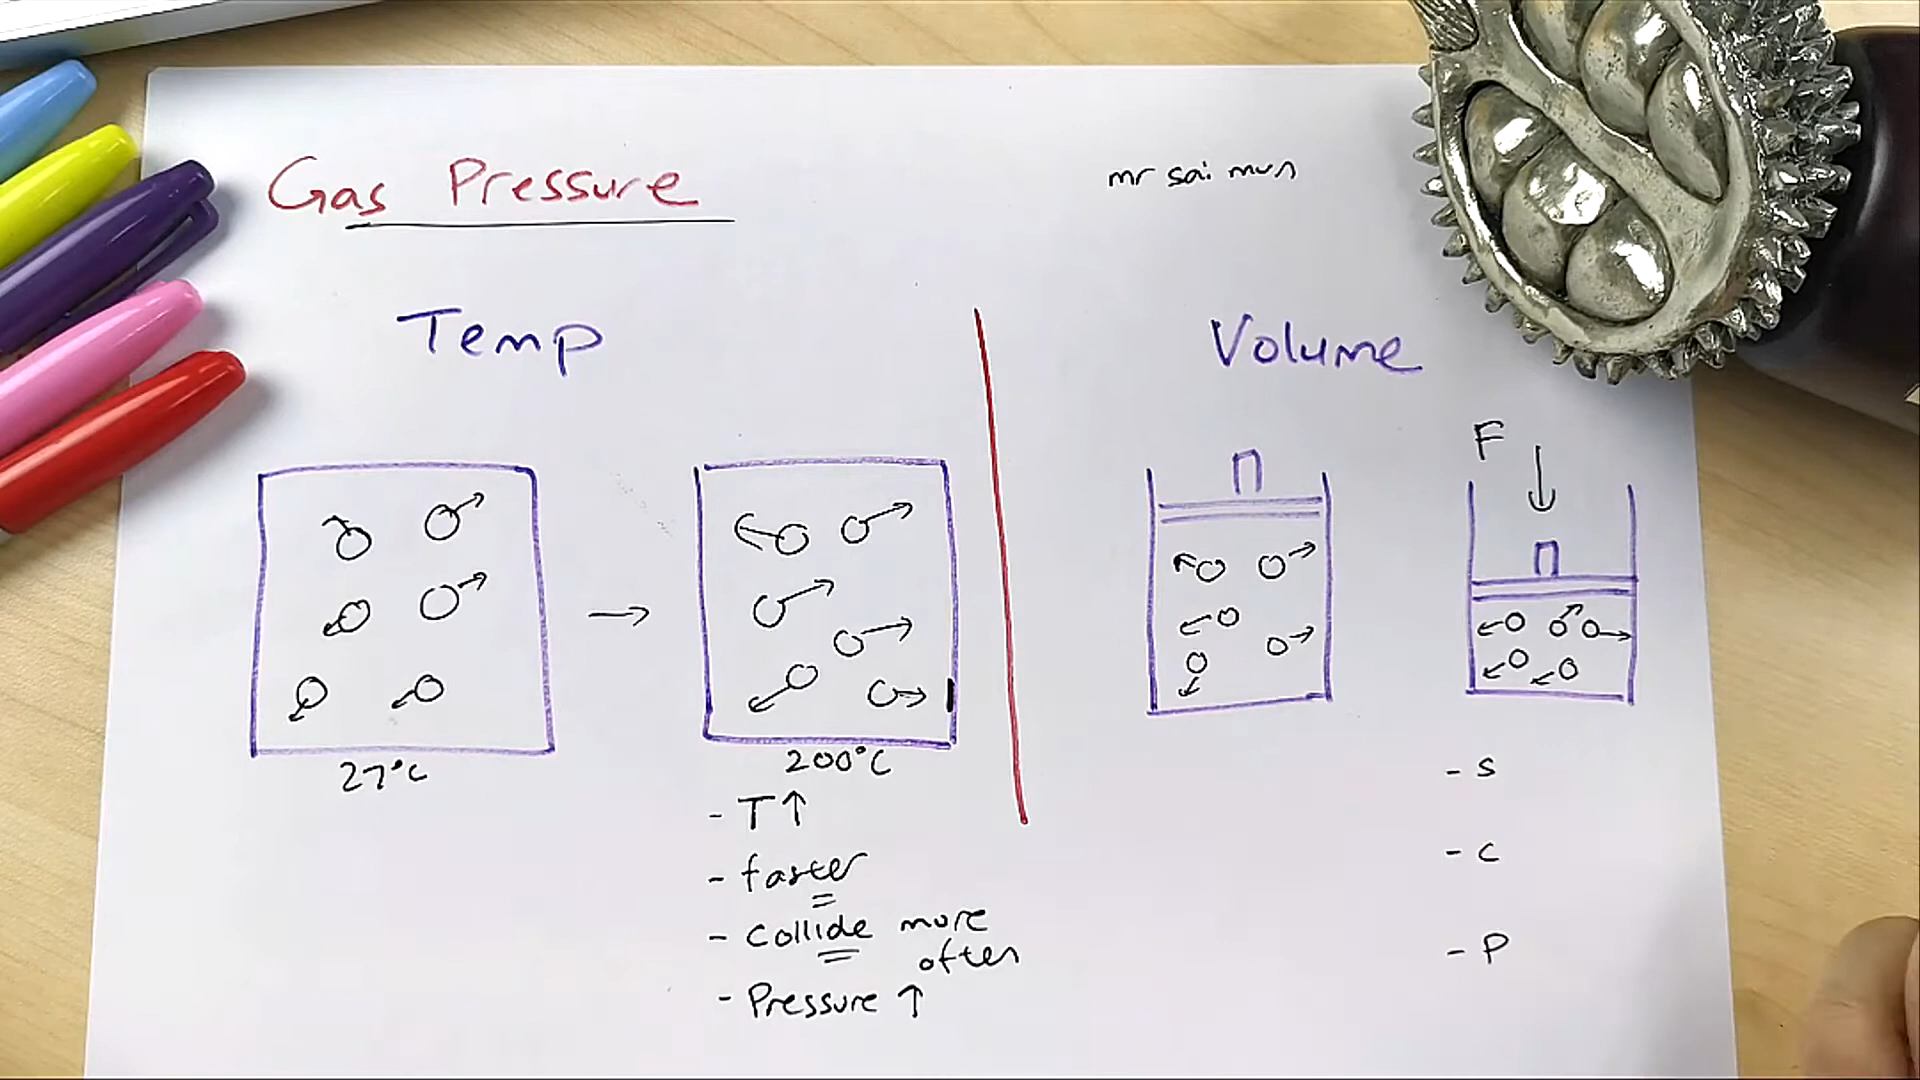 Gas Pressure
mr sai mun
Temp
Volume
F
27°C
200°C
- T↑
- faster
- collide more
often
- Pressure ↑
- s
- c
- P